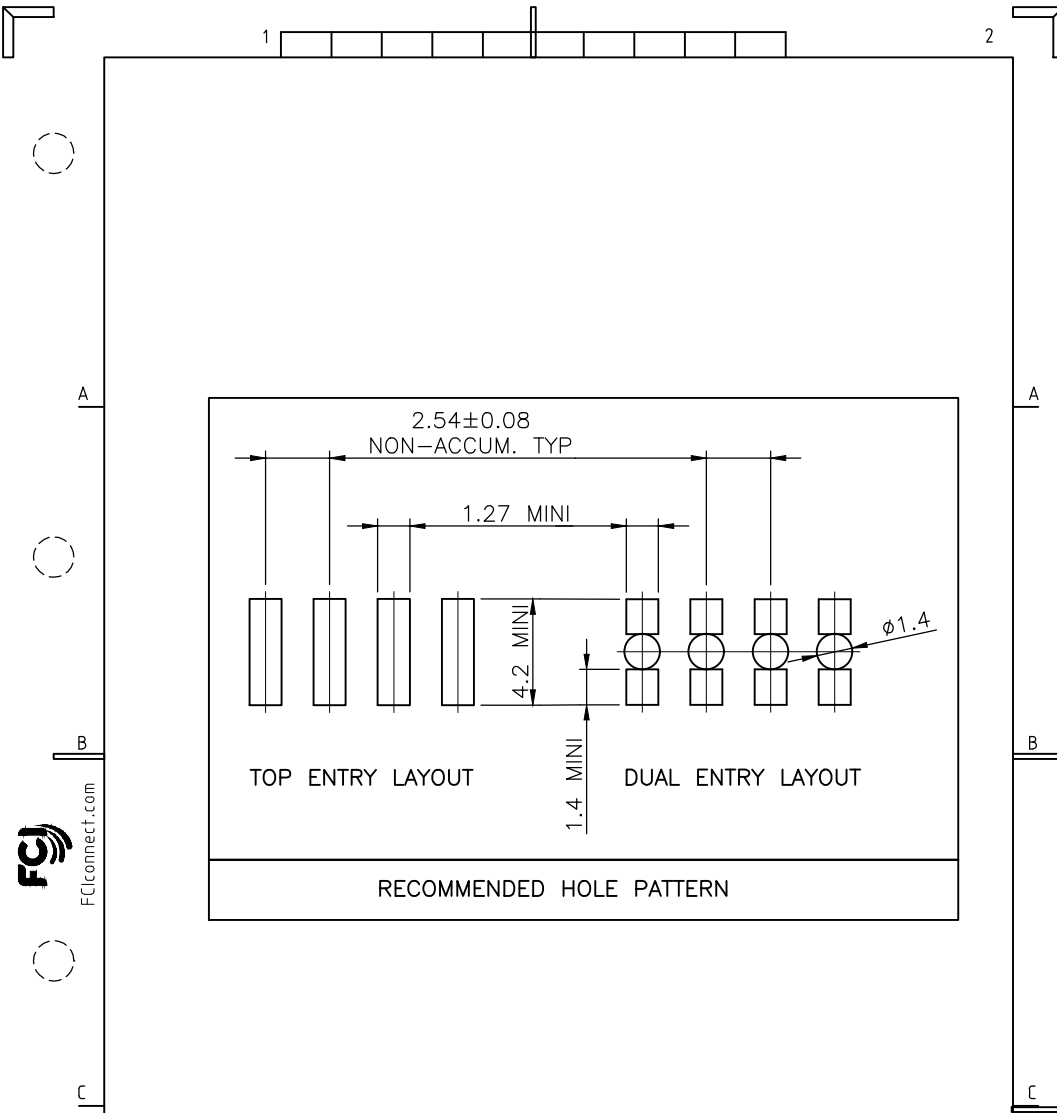 1
2
A
A
2.54±0.08
NON-ACCUM. TYP
1.27 MINI
4.2 MINI
ø1.4
1.4 MINI
B
B
TOP ENTRY LAYOUT
DUAL ENTRY LAYOUT
FCI
FCIconnect.com
RECOMMENDED HOLE PATTERN
C
C